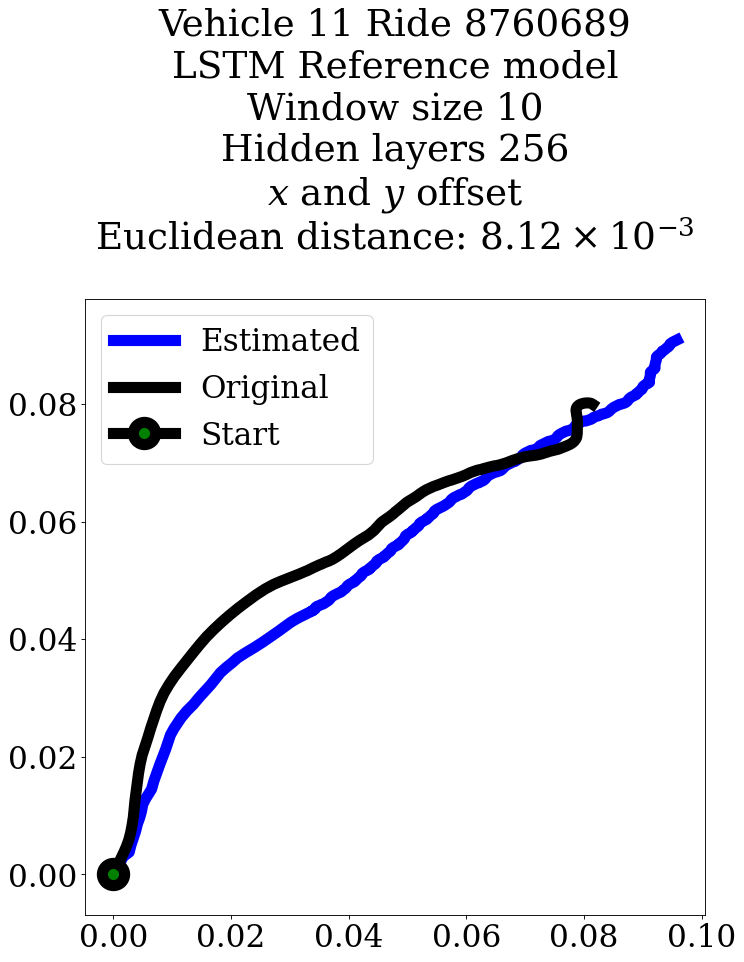 Vehicle 11 Ride 8760689
LSTM Reference model
Window size 10
Hidden layers 256
x and y offset
Euclidean distance: 8.12 × 10⁻³
Estimated
Original
Start
0.08
0.06
0.04
0.02
0.00
0.00 0.02 0.04 0.06 0.08 0.10